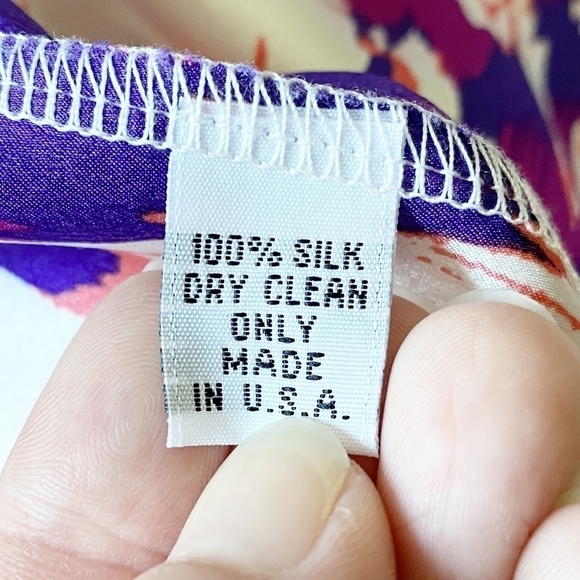 100% SILK
DRY CLEAN
ONLY
MADE
IN U.S.A.